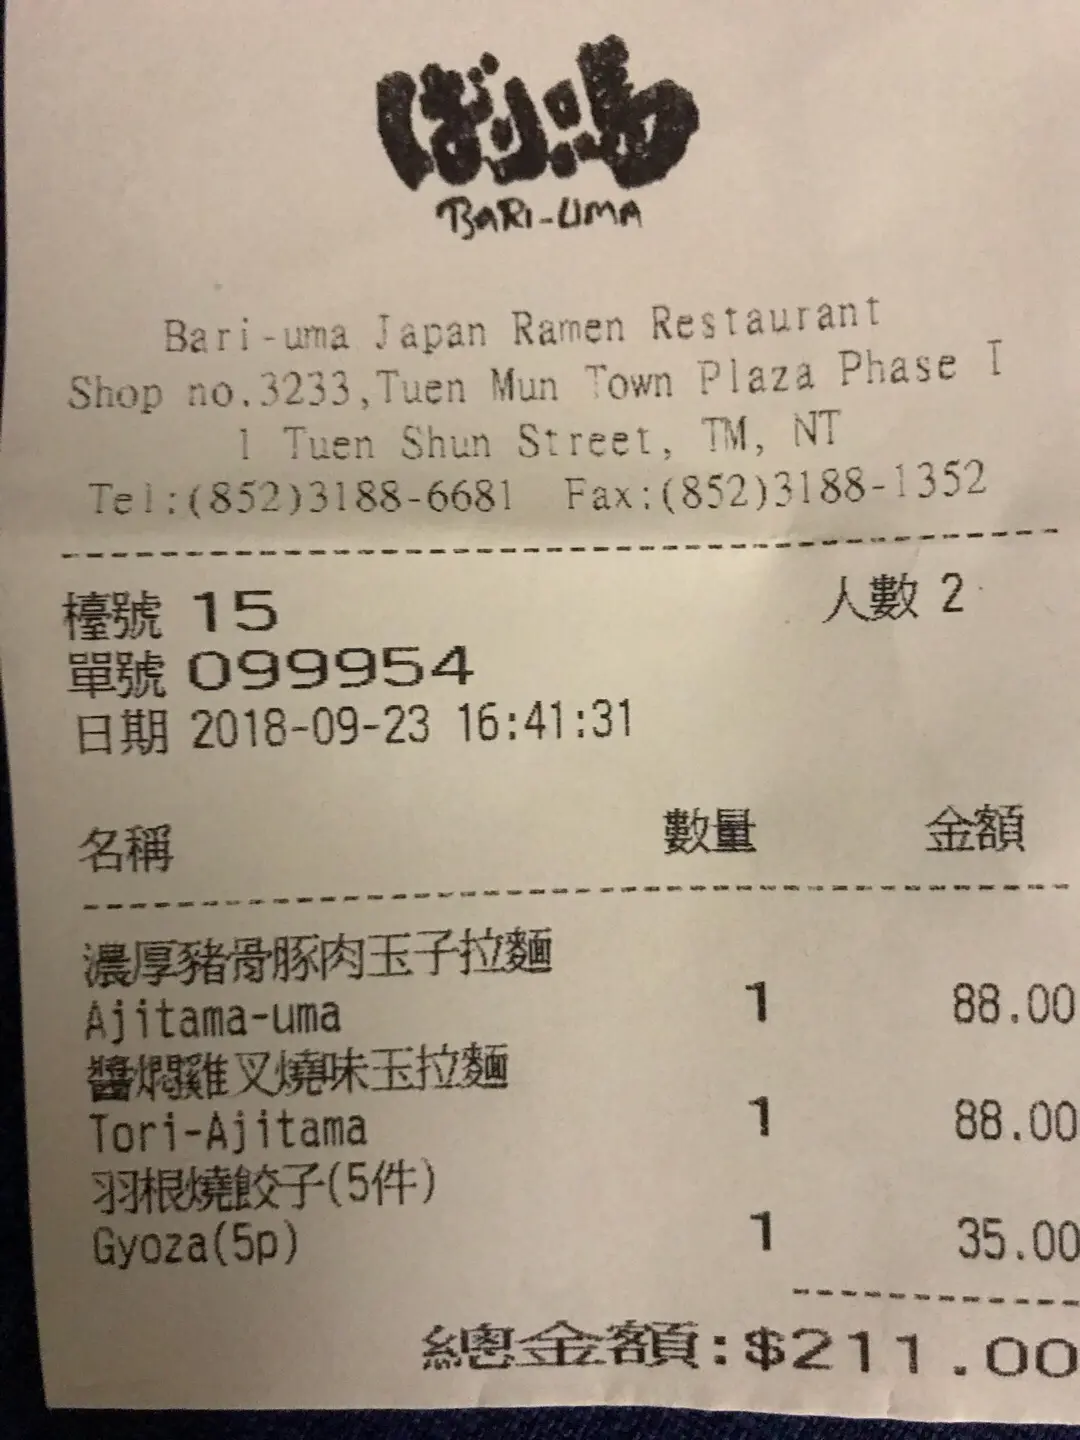 ばり馬
BARI-UMA
Bari-uma Japan Ramen Restaurant
Shop no.3233,Tuen Mun Town Plaza Phase I
1 Tuen Shun Street, TM, NT
Tel:(852)3188-6681 Fax:(852)3188-1352
檯號 15 人數 2
單號 099954
日期 2018-09-23 16:41:31
名稱 數量 金額
濃厚豬骨豚肉玉子拉麵
Ajitama-uma 1 88.00
醬燜雞叉燒味玉拉麵
Tori-Ajitama 1 88.00
羽根燒餃子(5件)
Gyoza(5p) 1 35.00
總金額:$211.00